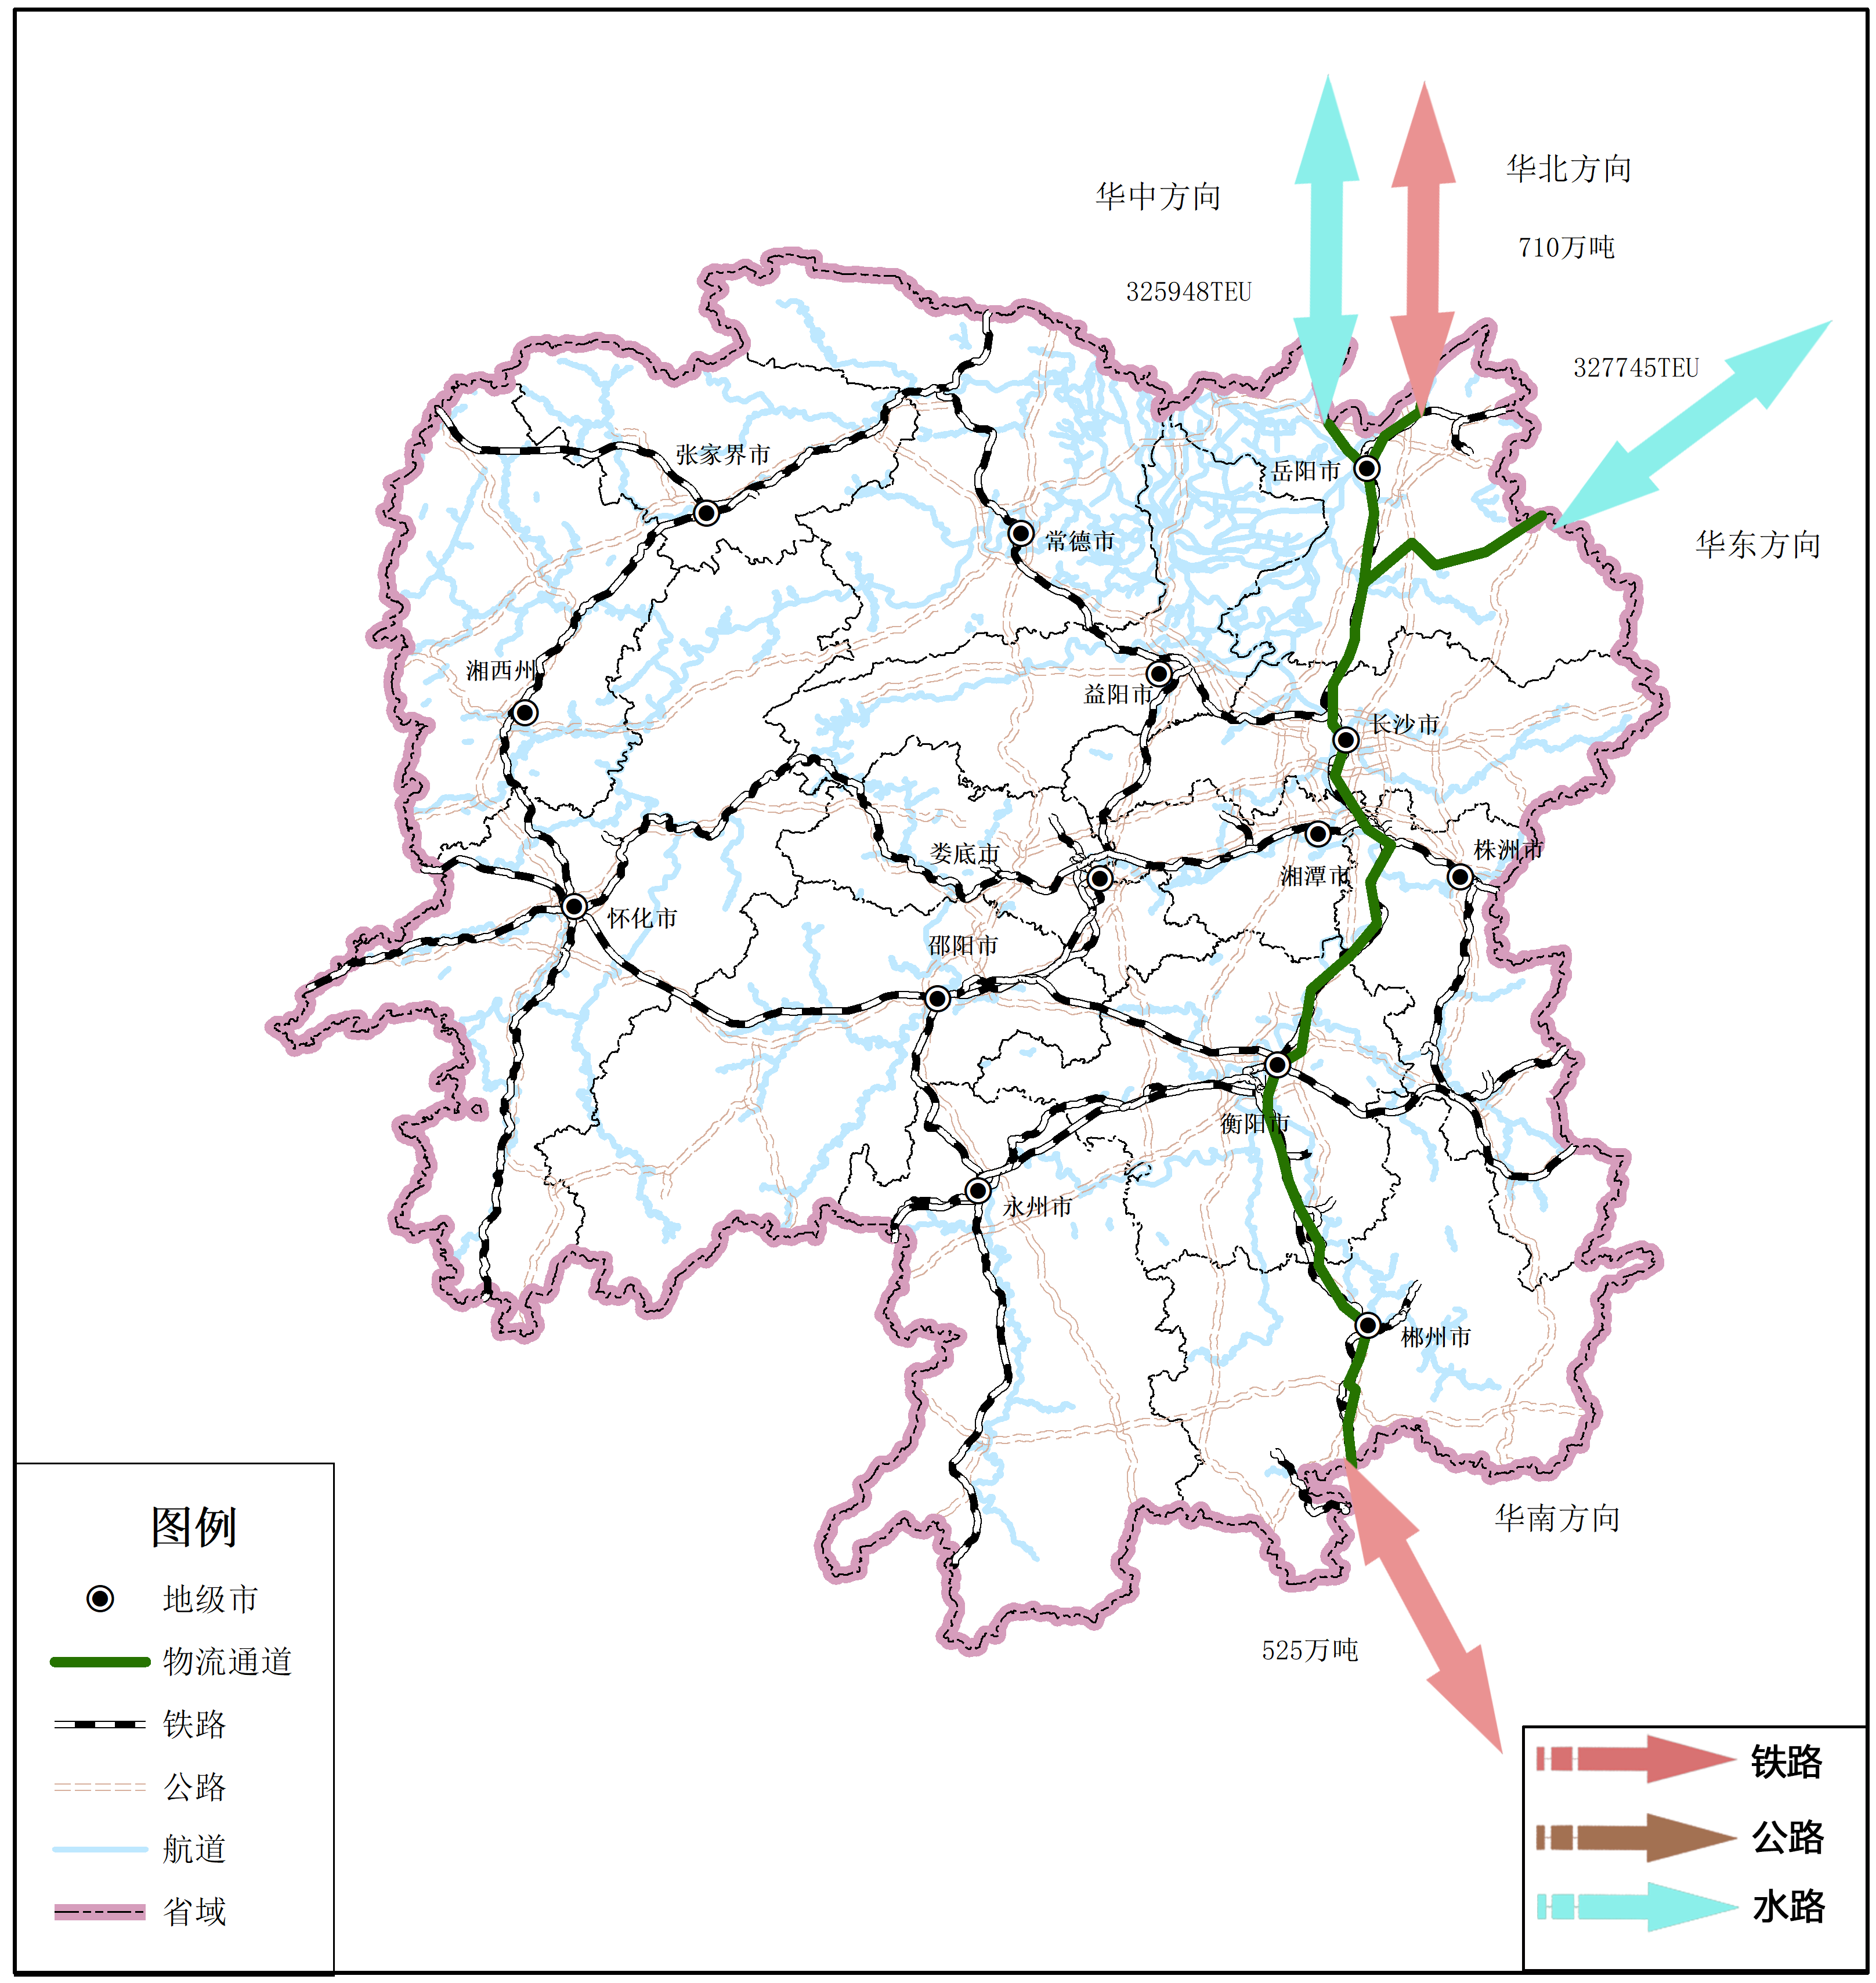 华北方向
华中方向
710万吨
325948TEU
327745TEU
张家界市
岳阳市
常德市
华东方向
湘西州
益阳市
长沙市
娄底市
株洲市
湘潭市
怀化市
邵阳市
衡阳市
永州市
郴州市
华南方向
525万吨
图例
地级市
物流通道
铁路
公路
航道
省域
铁路
公路
水路